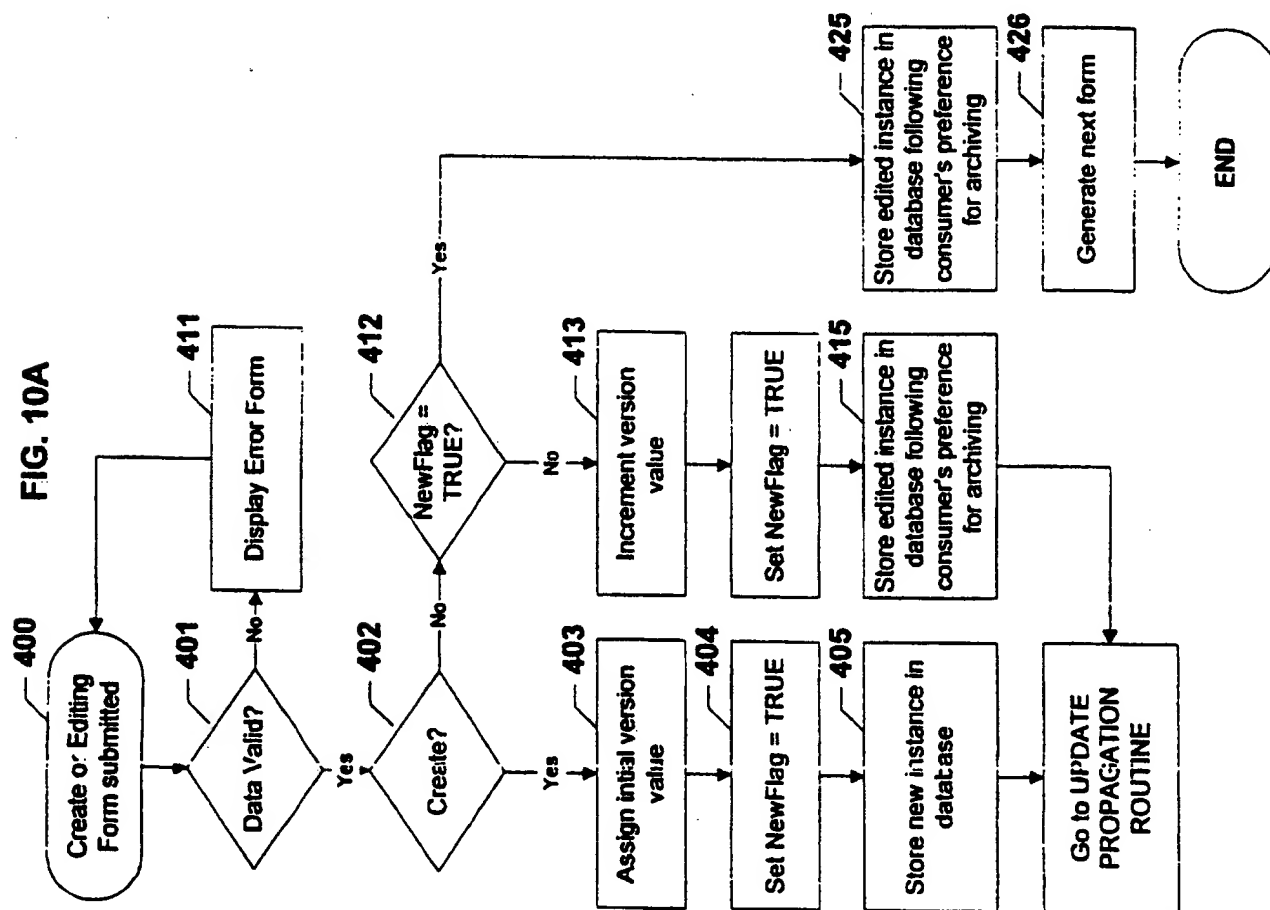 FIG. 10A
400
Create or Editing
Form submitted
401
Data Valid?
No
411
Display Error Form
Yes
402
Create?
No
412
NewFlag =
TRUE?
Yes
Yes
403
Assign initial version
value
404
Set NewFlag = TRUE
405
Store new instance in
database
No
413
Increment version
value
Set NewFlag = TRUE
415
Store edited instance in
database following
consumer's preference
for archiving
Go to UPDATE
PROPAGATION
ROUTINE
425
Store edited instance in
database following
consumer's preference
for archiving
426
Generate next form
END